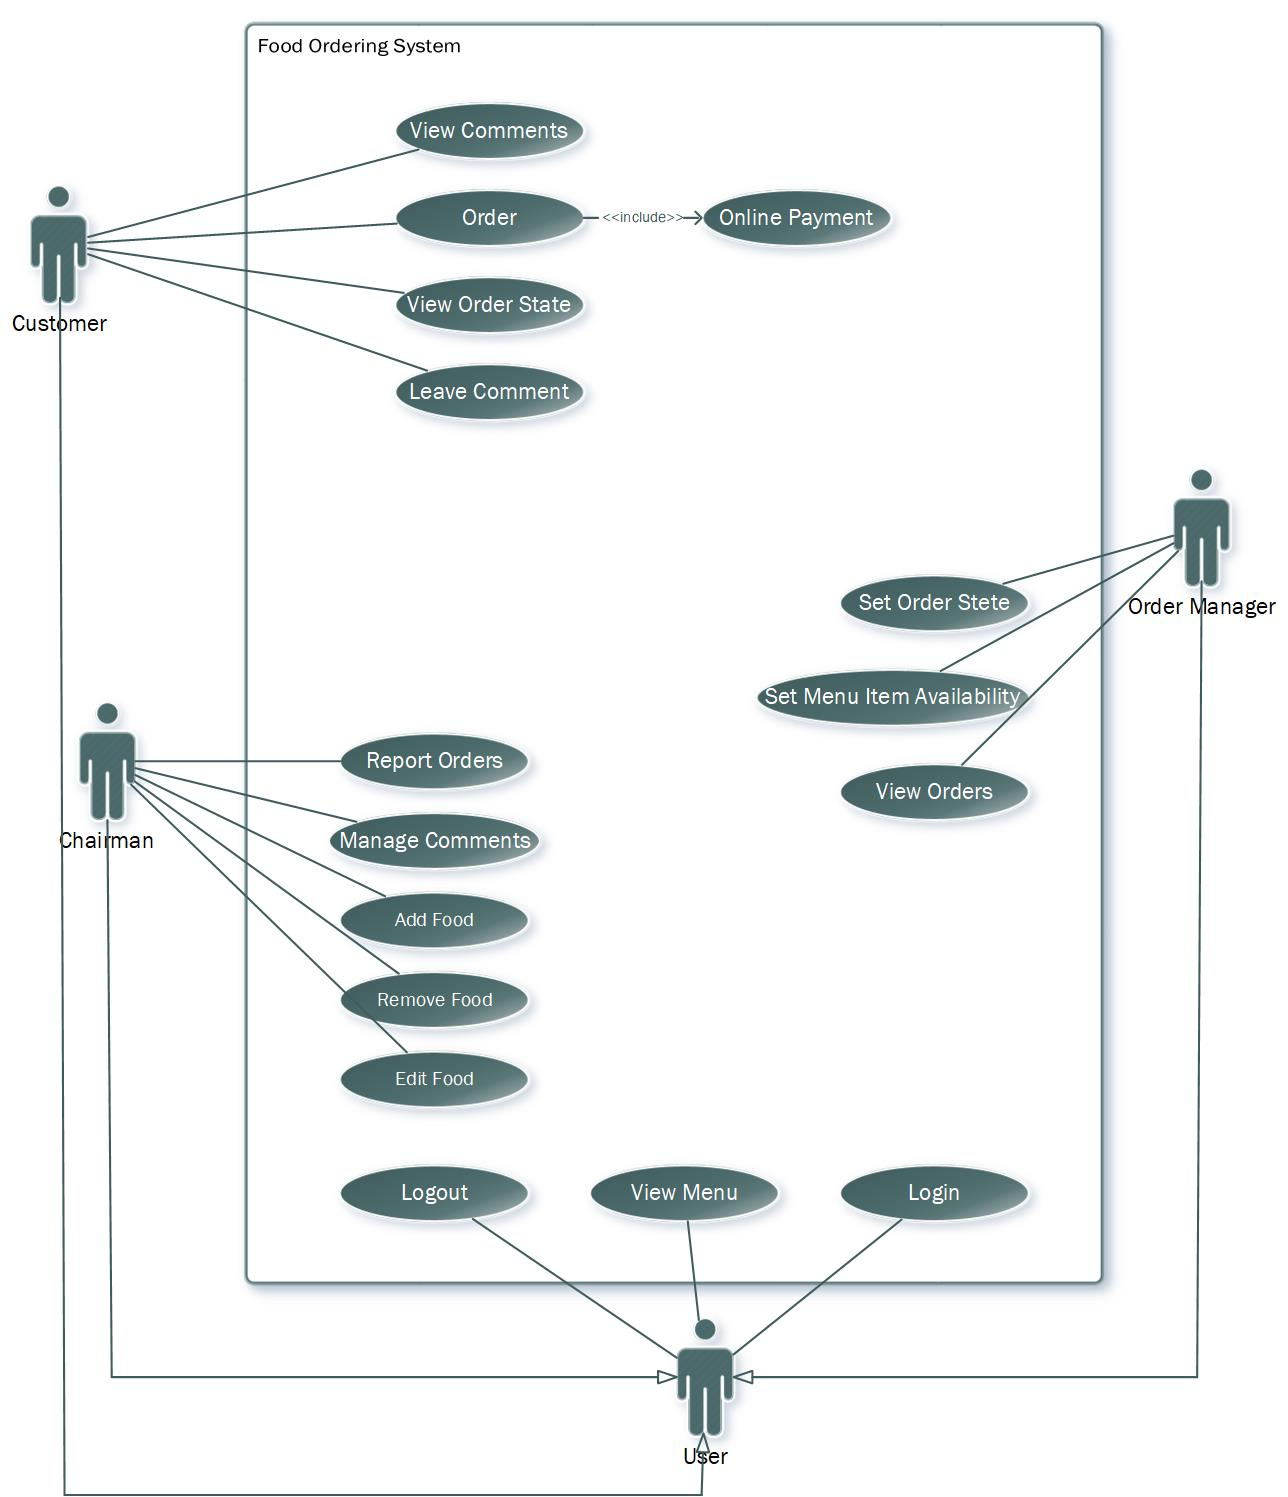 Food Ordering System
View Comments
Order
<<include>>
Online Payment
View Order State
Customer
Leave Comment
Set Order Stete
Order Manager
Set Menu Item Availability
Report Orders
View Orders
Manage Comments
Chairman
Add Food
Remove Food
Edit Food
Logout
View Menu
Login
User